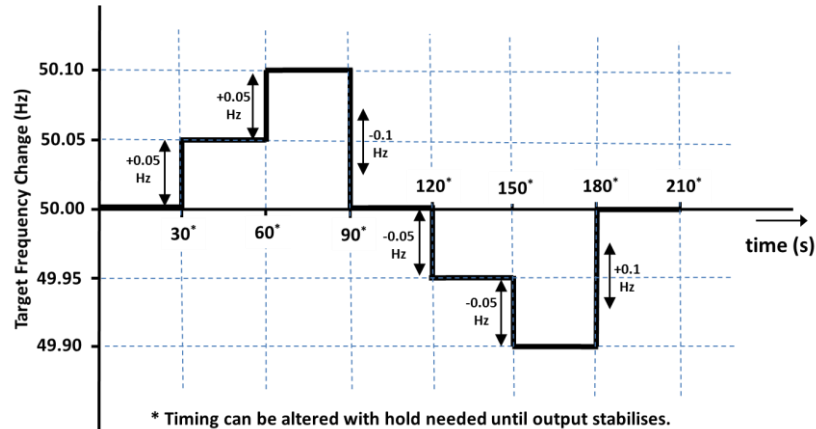 Target Frequency Change (Hz)
50.10
50.05
50.00
49.95
49.90
+0.05
Hz
+0.05
Hz
-0.1
Hz
30*
60*
90*
120*
150*
180*
210*
time (s)
-0.05
Hz
-0.05
Hz
+0.1
Hz
* Timing can be altered with hold needed until output stabilises.